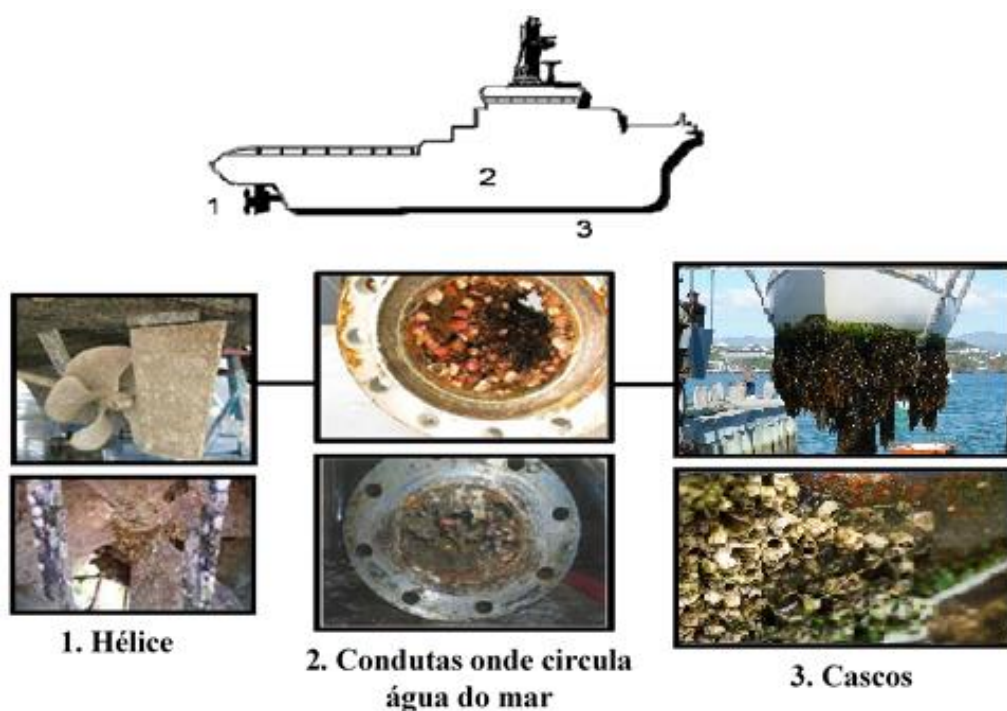 2
1
3
1. Hélice
2. Condutas onde circula
água do mar
3. Cascos